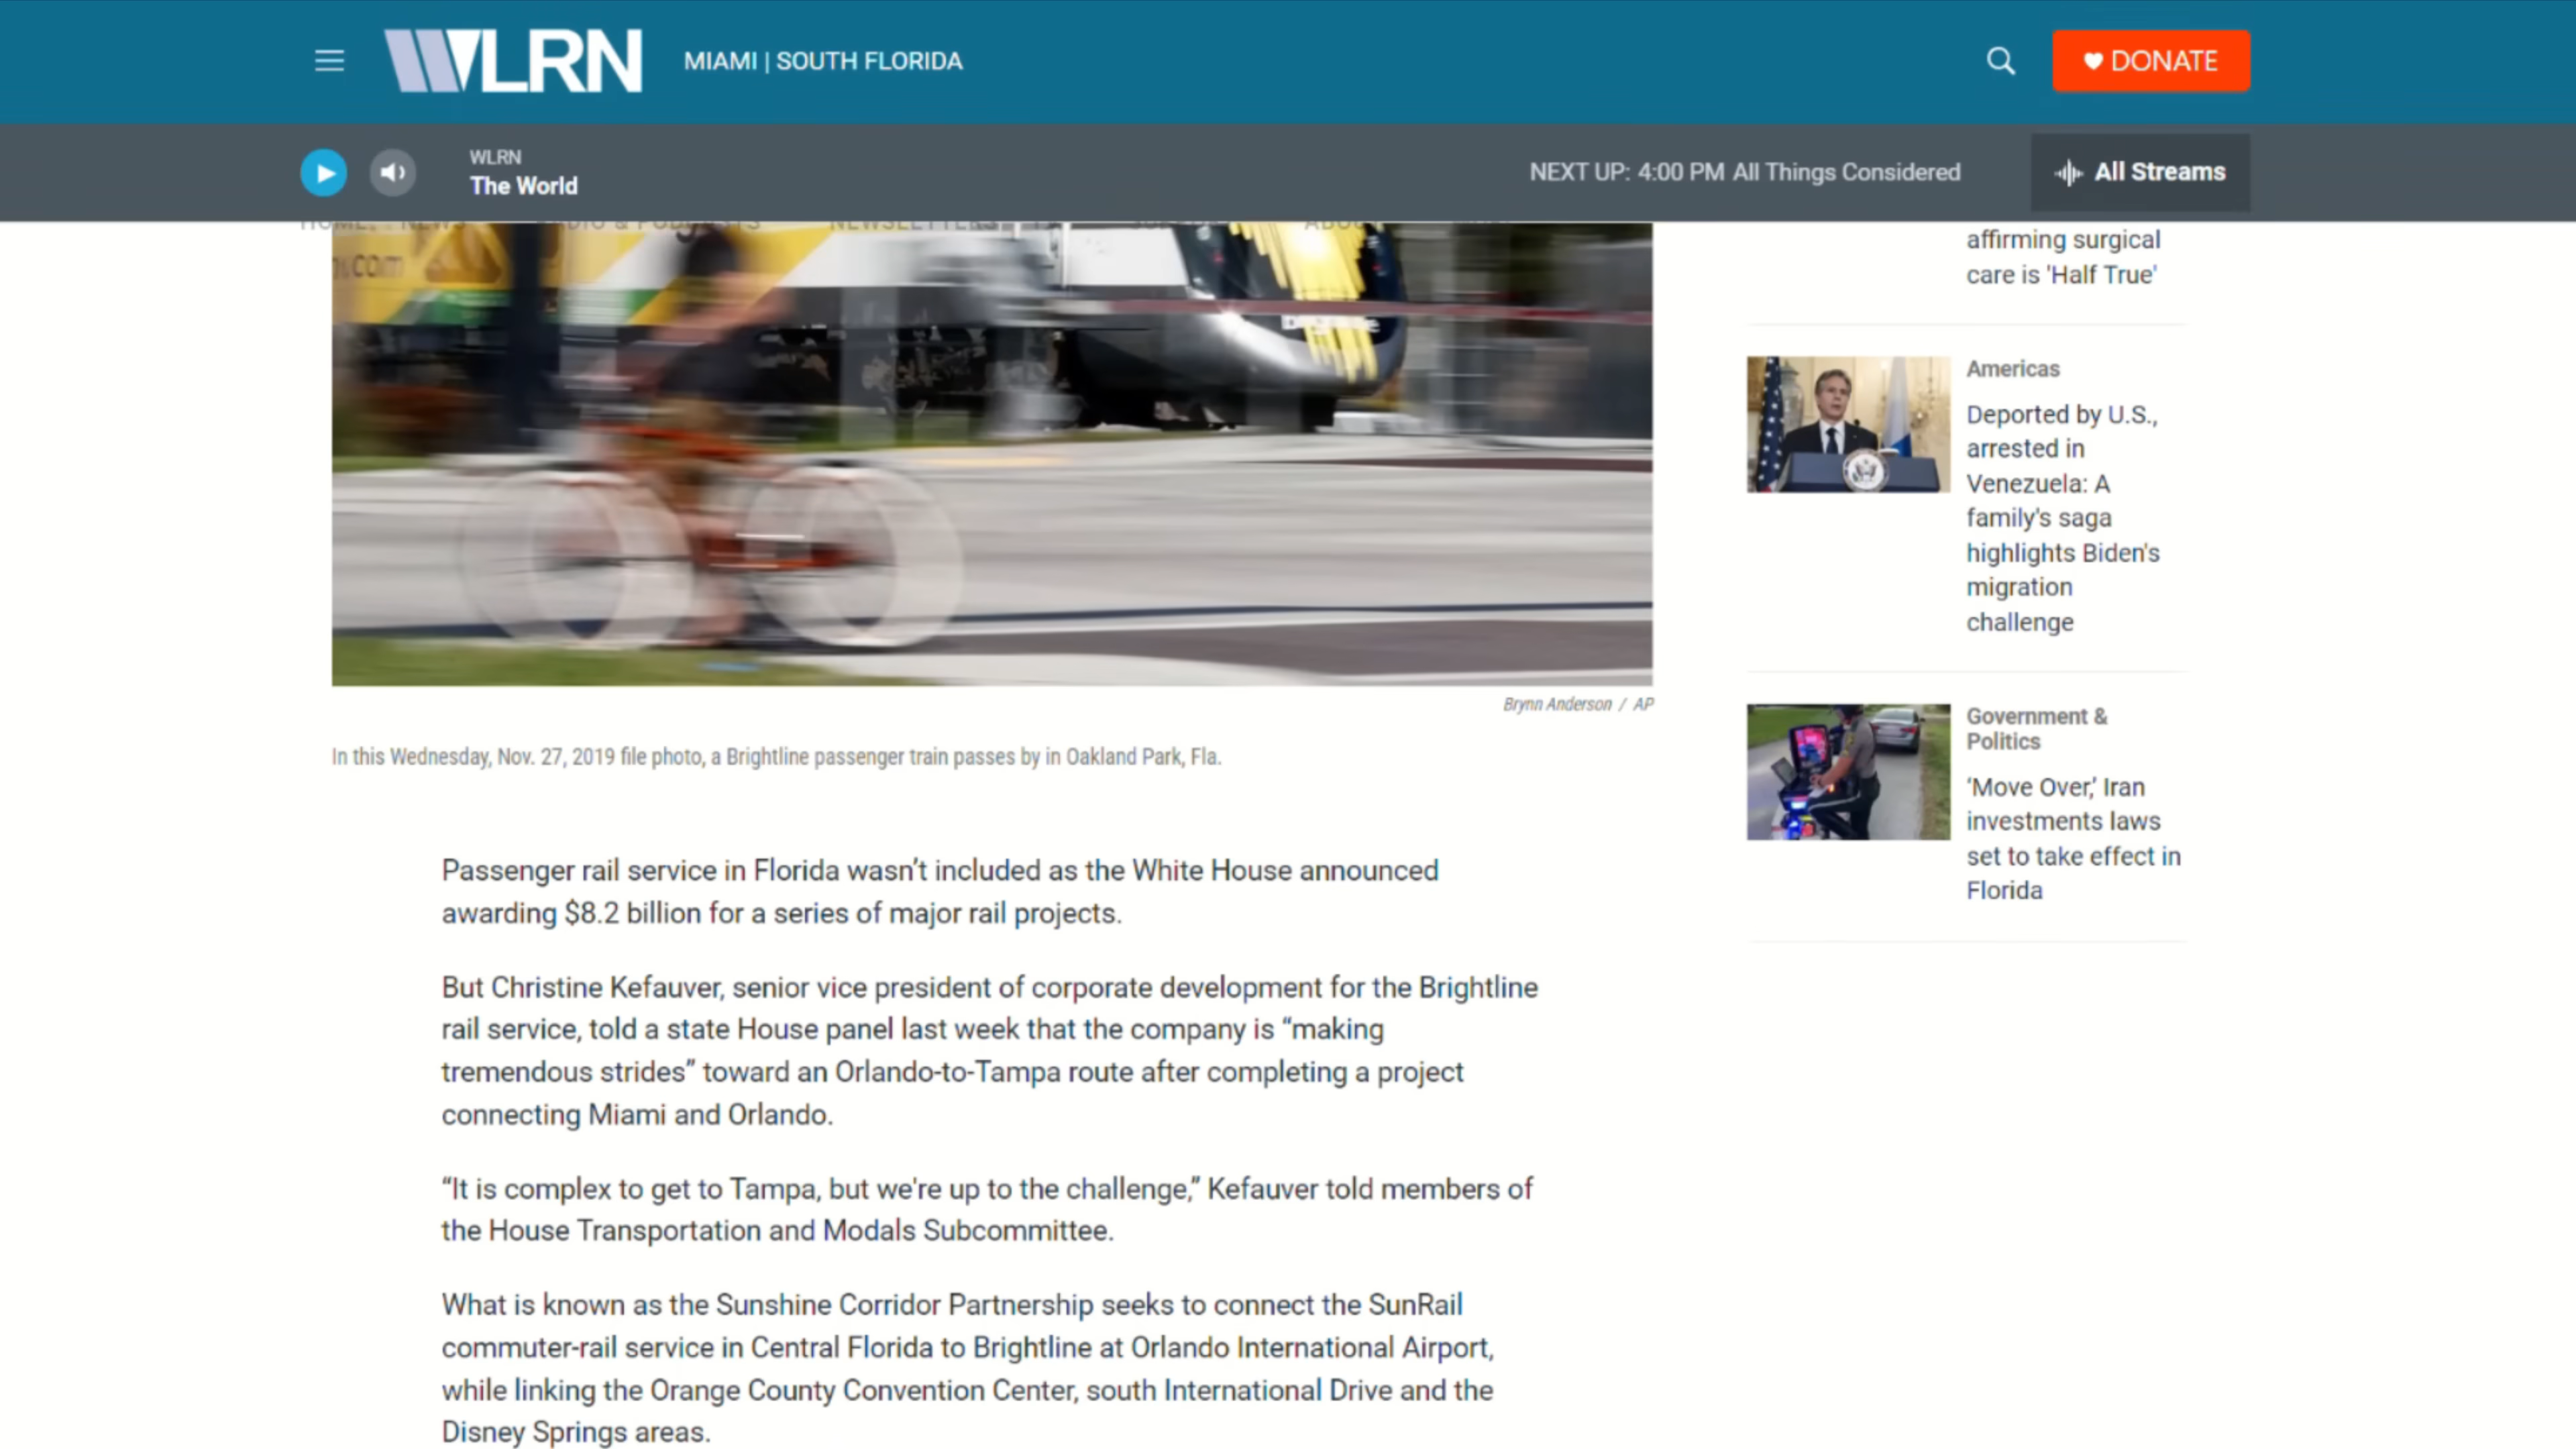 WLRN
MIAMI | SOUTH FLORIDA
DONATE
WLRN
The World
NEXT UP: 4:00 PM All Things Considered
All Streams
affirming surgical
care is 'Half True'
Americas
Deported by U.S.,
arrested in
Venezuela: A
family's saga
highlights Biden's
migration
challenge
Government &
Politics
‘Move Over,’ Iran
investments laws
set to take effect in
Florida
Brynn Anderson / AP
In this Wednesday, Nov. 27, 2019 file photo, a Brightline passenger train passes by in Oakland Park, Fla.
Passenger rail service in Florida wasn’t included as the White House announced
awarding $8.2 billion for a series of major rail projects.
But Christine Kefauver, senior vice president of corporate development for the Brightline
rail service, told a state House panel last week that the company is “making
tremendous strides” toward an Orlando-to-Tampa route after completing a project
connecting Miami and Orlando.
“It is complex to get to Tampa, but we're up to the challenge,” Kefauver told members of
the House Transportation and Modals Subcommittee.
What is known as the Sunshine Corridor Partnership seeks to connect the SunRail
commuter-rail service in Central Florida to Brightline at Orlando International Airport,
while linking the Orange County Convention Center, south International Drive and the
Disney Springs areas.